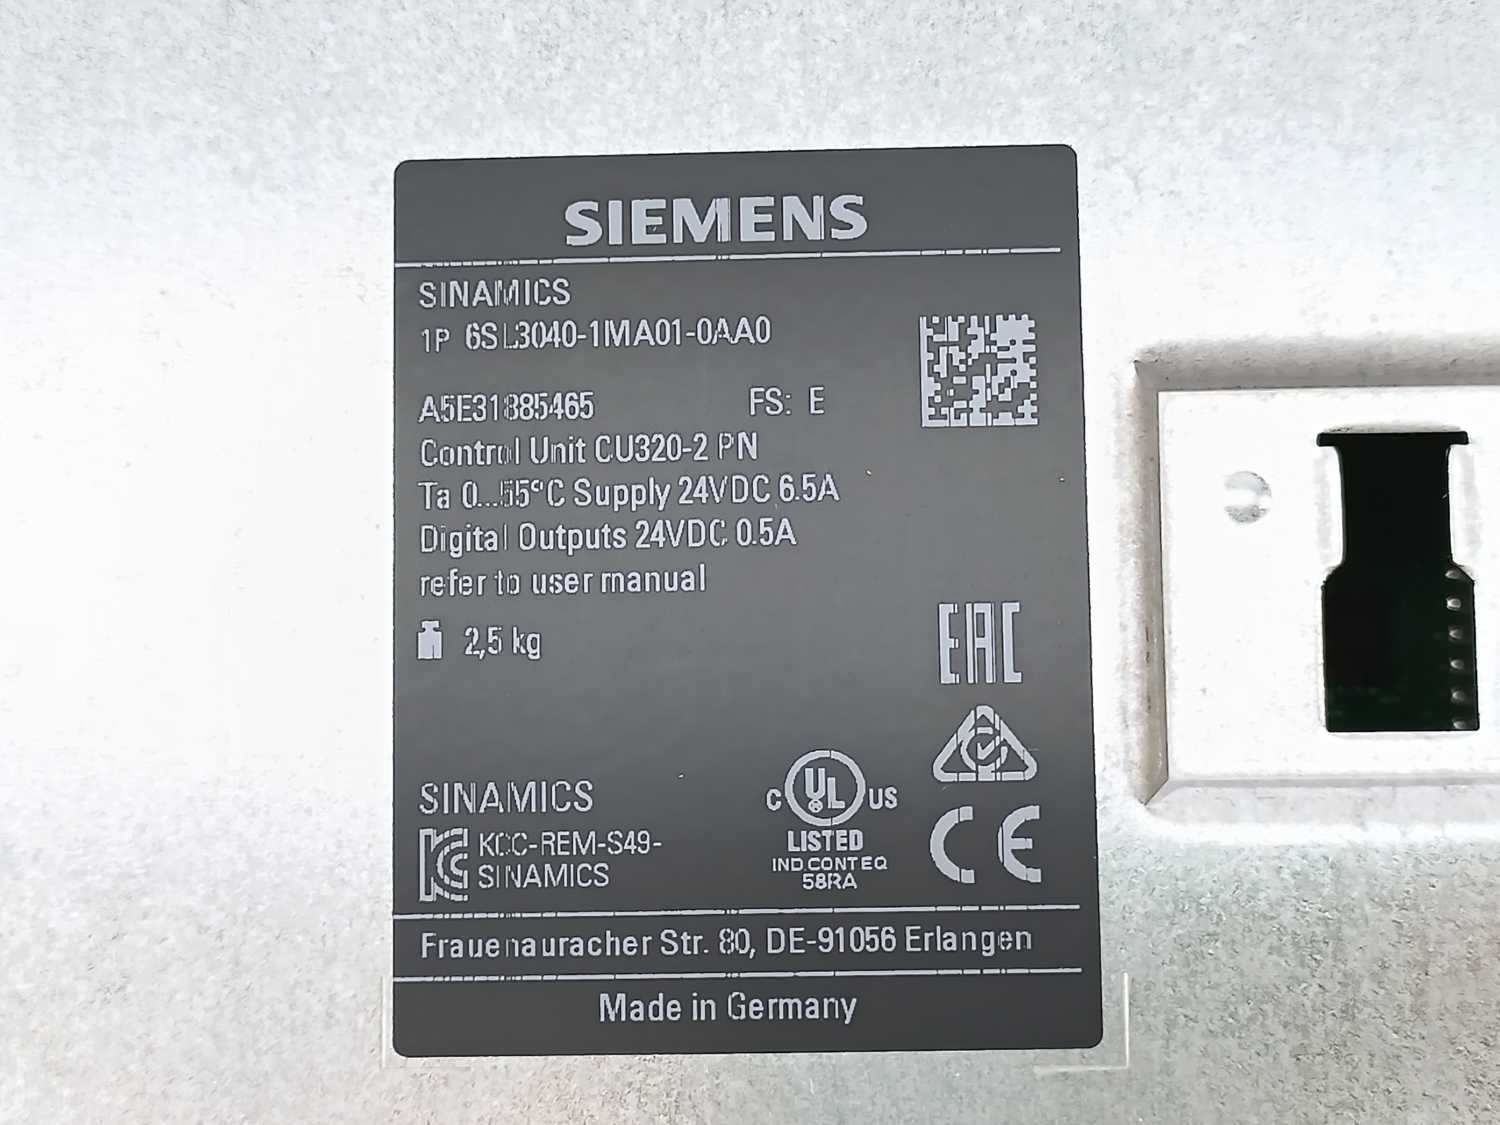 SIEMENS
SINAMICS
1P 6SL3040-1MA01-0AA0
A5E31885465 FS: E
Control Unit CU320-2 PN
Ta 0...55°C Supply 24VDC 6.5A
Digital Outputs 24VDC 0.5A
refer to user manual
2,5 kg
EAC
SINAMICS
KCC-REM-S49-
SINAMICS
C UL US
LISTED
IND.CONT.EQ
58RA
CE
Frauenauracher Str. 80, DE-91056 Erlangen
Made in Germany